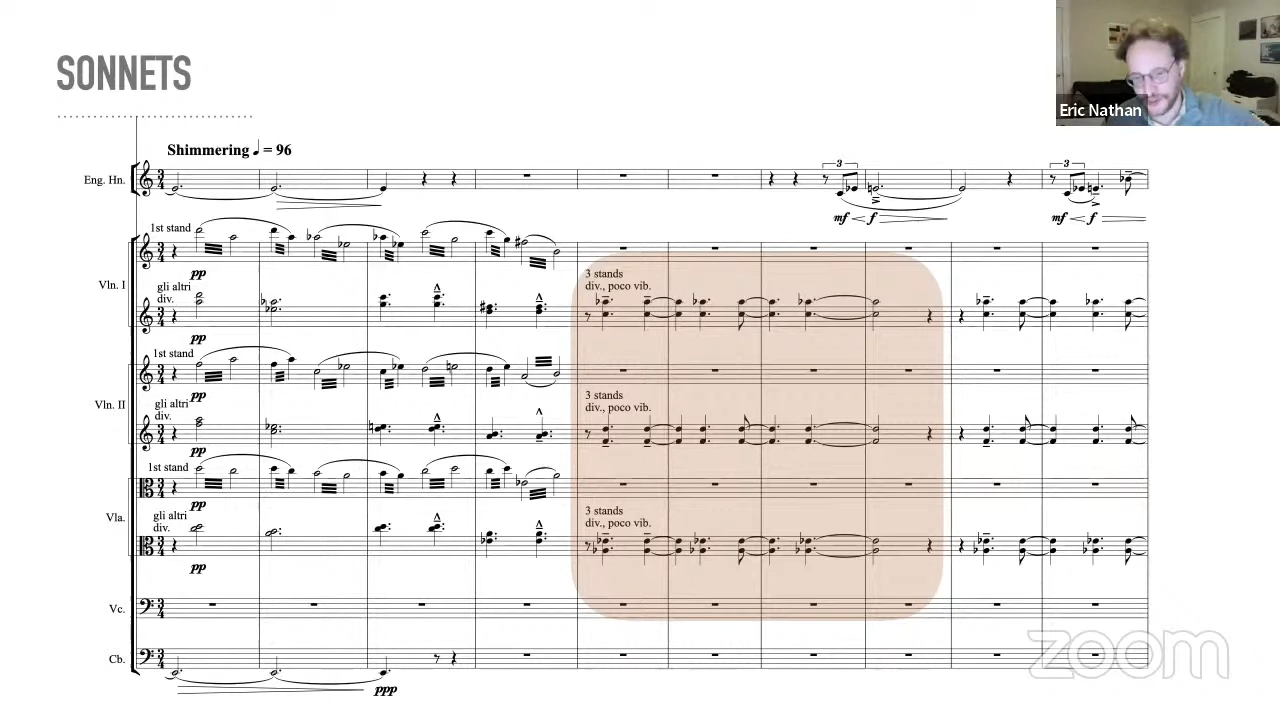 SONNETS
Eric Nathan
Shimmering ♩ = 96
Eng. Hn.
3 3
mf f mf f
1st stand
pp
Vln. I
gli altri
div.
3 stands
div., poco vib.
pp
1st stand
pp
Vln. II
gli altri
div.
3 stands
div., poco vib.
pp
1st stand
pp
Vla.
gli altri
div.
3 stands
div., poco vib.
pp
Vc.
Cb.
ppp
zoom